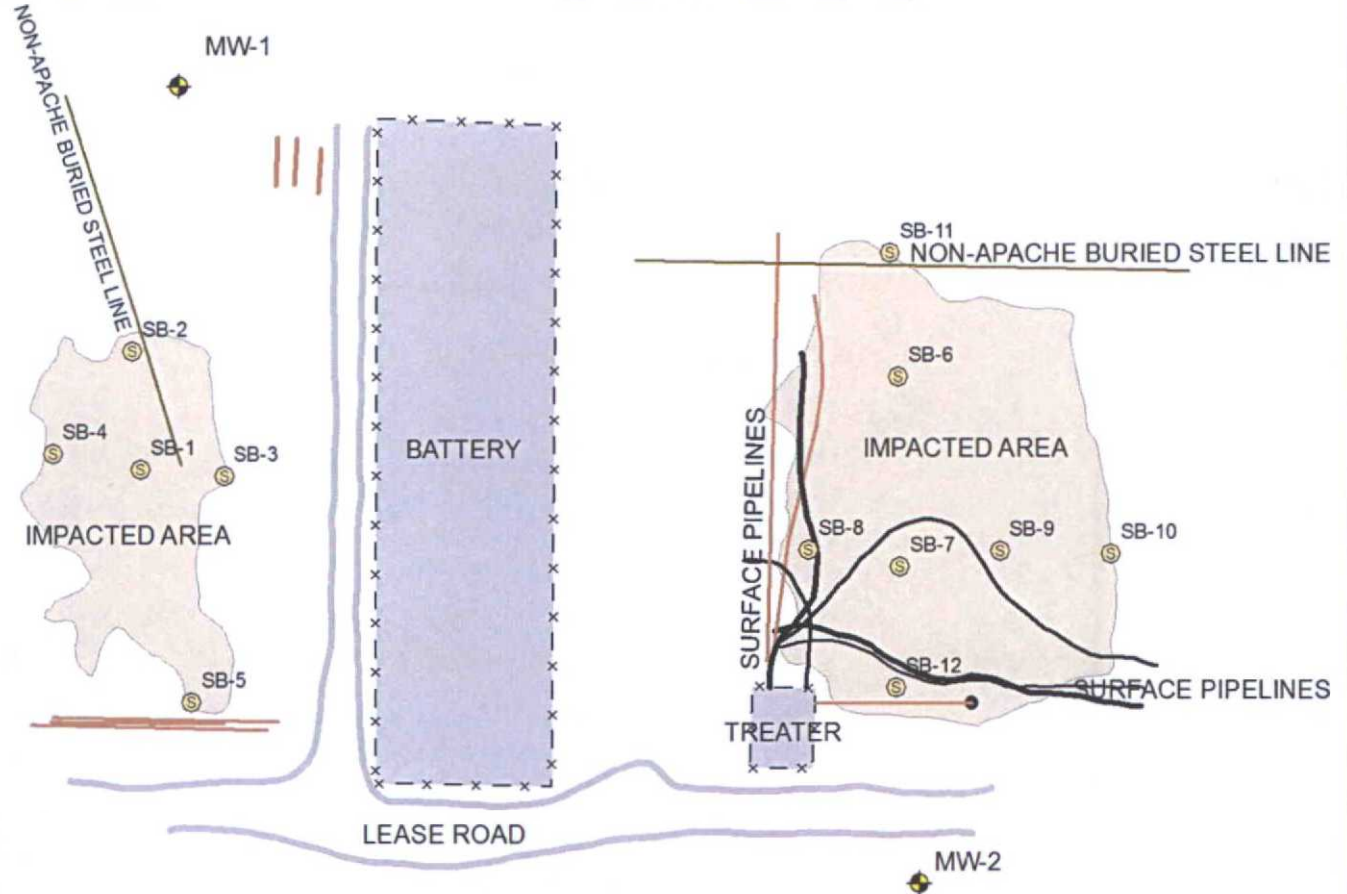 MW-1
NON-APACHE BURIED STEEL LINE
SB-11
NON-APACHE BURIED STEEL LINE
SB-2
SB-6
SB-4
SB-1
SB-3
BATTERY
IMPACTED AREA
SURFACE PIPELINES
IMPACTED AREA
SB-8
SB-7
SB-9
SB-10
SB-12
SB-5
SURFACE PIPELINES
TREATER
LEASE ROAD
MW-2
S
S
S
S
S
S
S
S
S
S
S
S